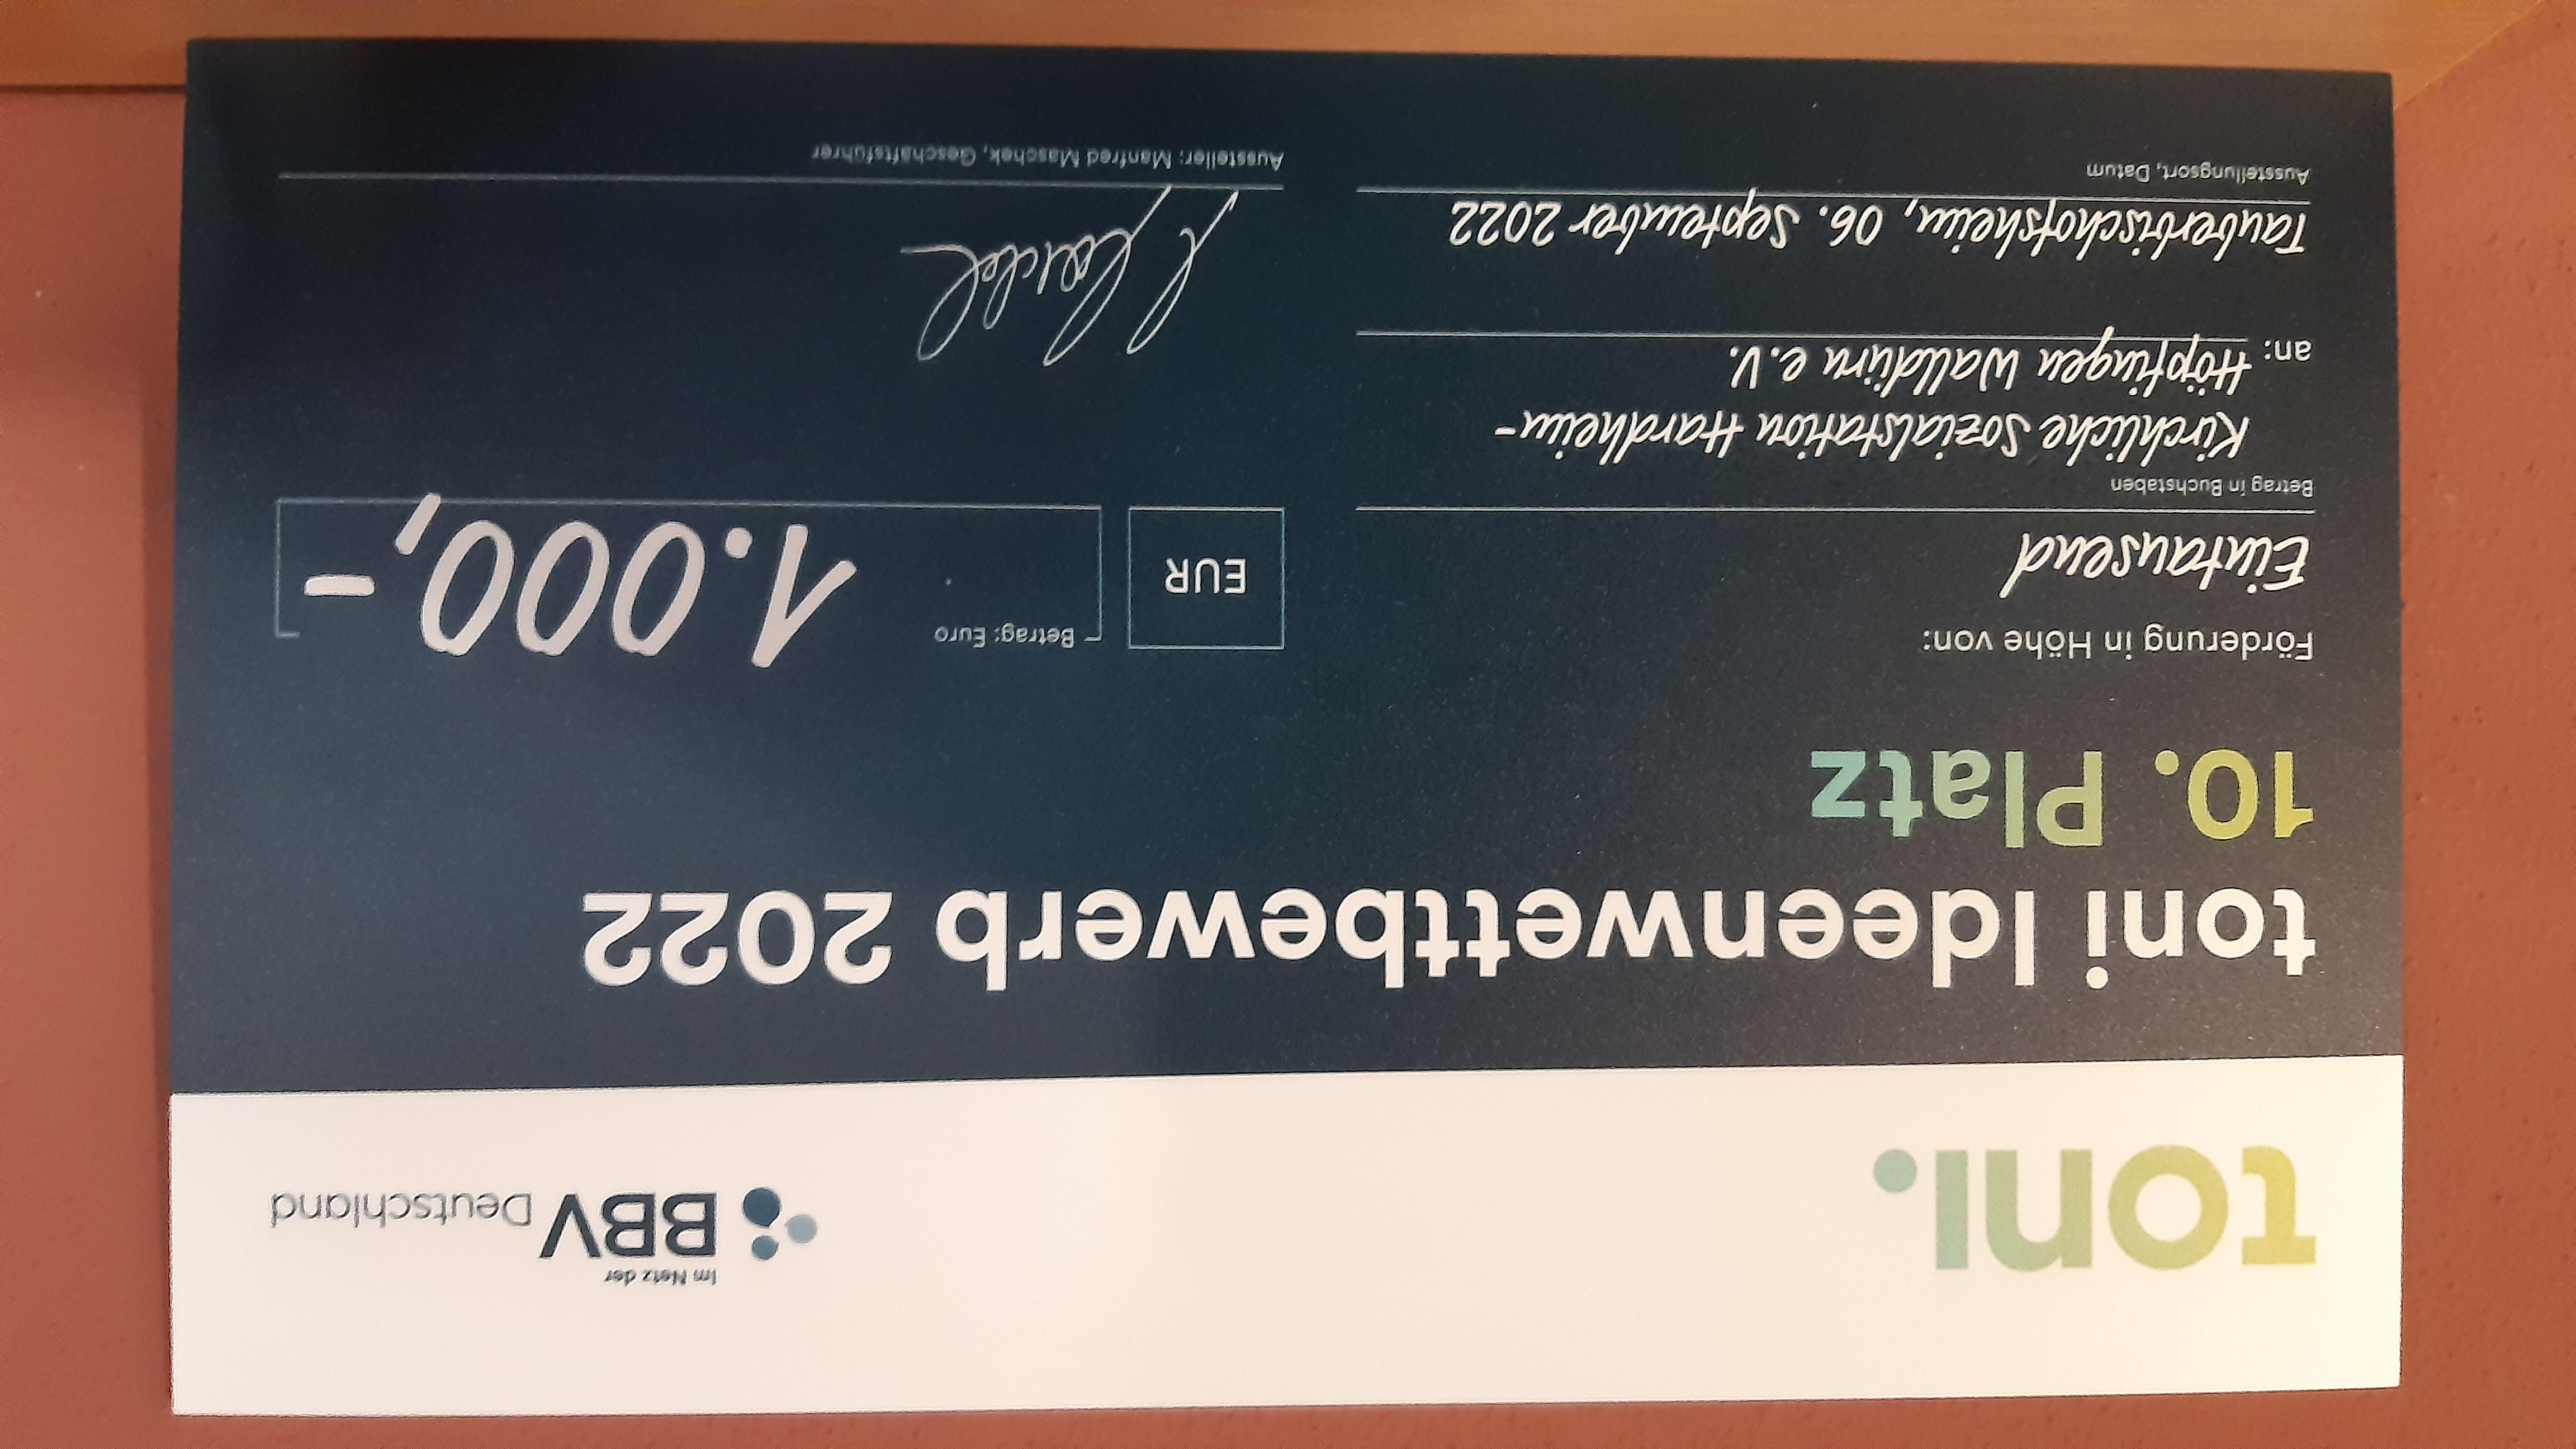 toni.
Im Netz der
BBV Deutschland
toni Ideenwettbewerb 2022
10. Platz
Förderung in Höhe von:
Eintausend
Betrag in Buchstaben
EUR
Betrag: Euro
1.000,-
Kirchliche Sozialstation Hardheim-
an: Höpfingen Walldürn e.V.
Tauberbischofsheim, 06. September 2022
Ausstellungsort, Datum
Aussteller: Manfred Maschek, Geschäftsführer